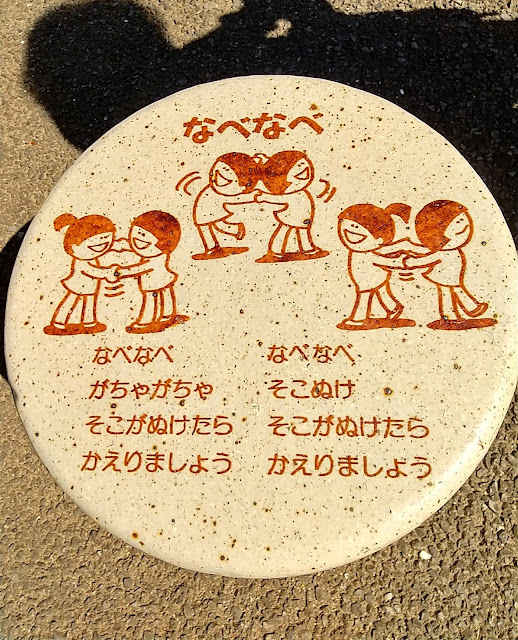 なべなべ
なべなべ
がちゃがちゃ
そこがぬけたら
かえりましょう
なべなべ
そこぬけ
そこがぬけたら
かえりましょう